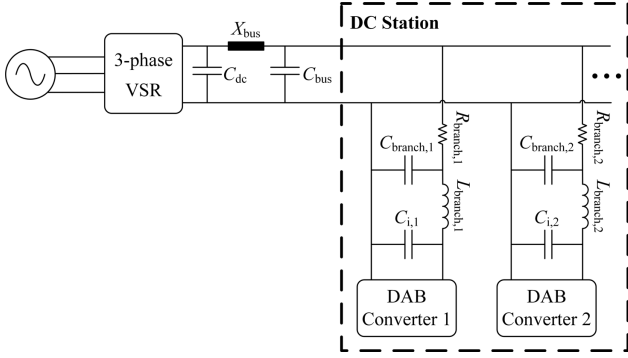 DC Station
X_bus
3-phase
VSR
C_dc
C_bus
R_branch,1
R_branch,2
C_branch,1
C_branch,2
L_branch,1
L_branch,2
C_i,1
C_i,2
DAB
Converter 1
DAB
Converter 2